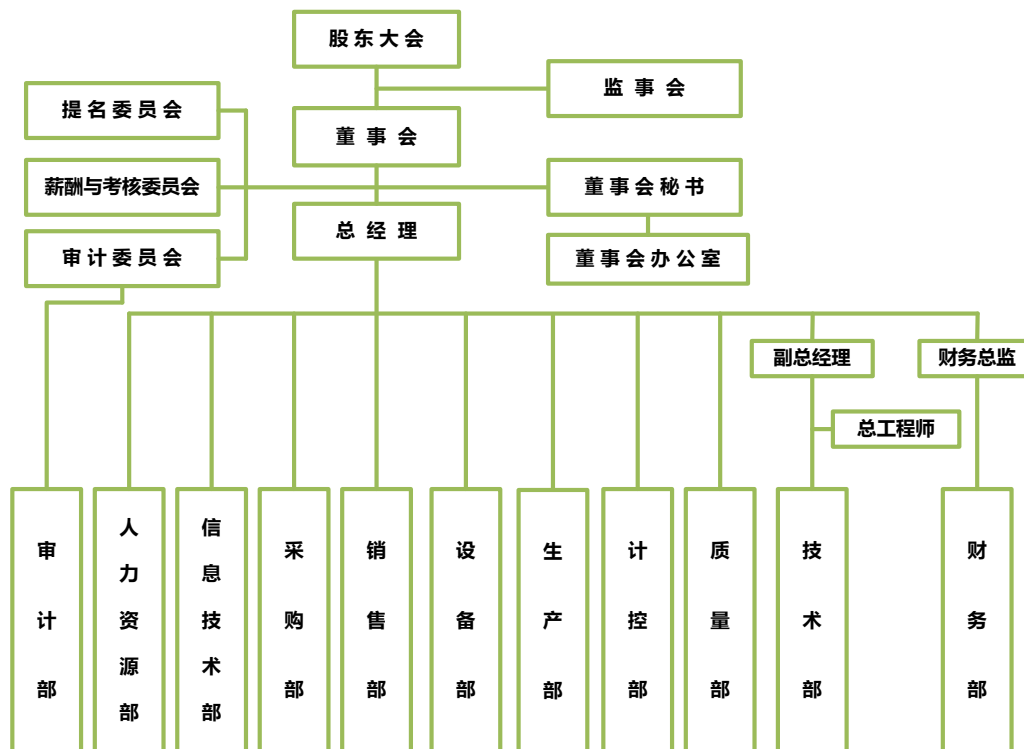 股东大会
监事会
提名委员会
董事会
薪酬与考核委员会
董事会秘书
总经理
审计委员会
董事会办公室
副总经理
财务总监
总工程师
审计部
人力资源部
信息技术部
采购部
销售部
设备部
生产部
计控部
质量部
技术部
财务部